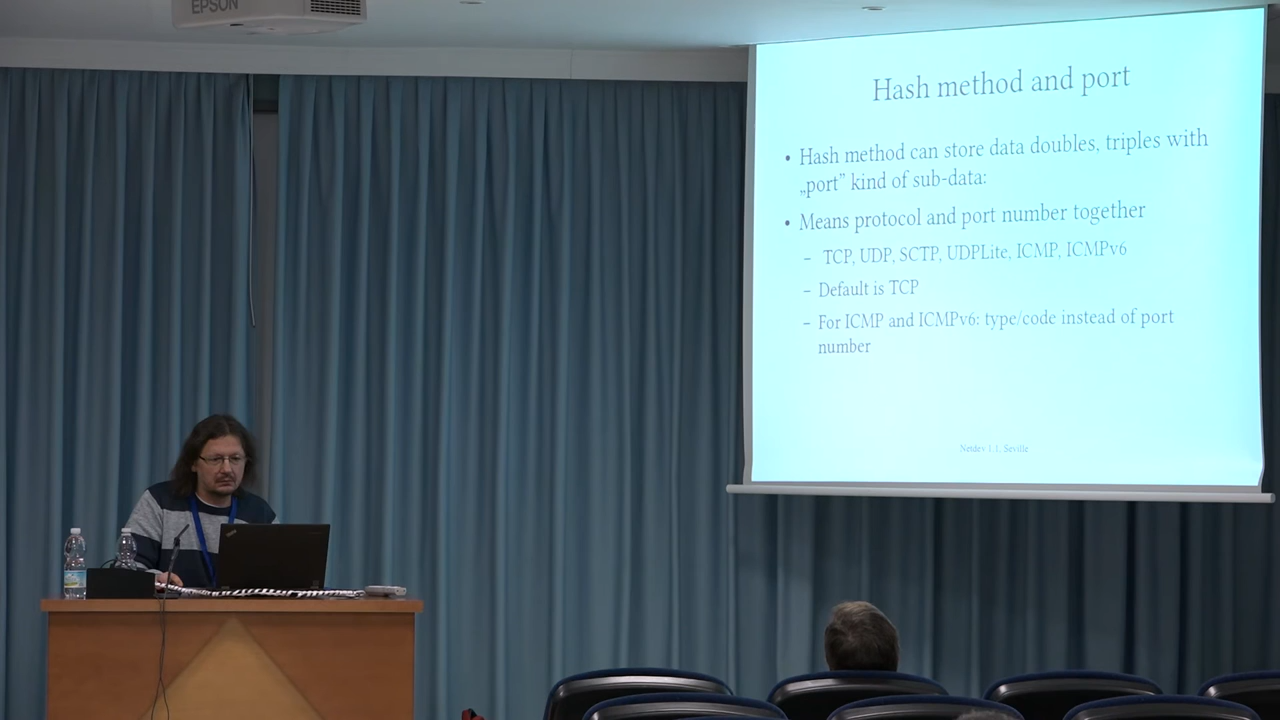 EPSON
Hash method and port
• Hash method can store data doubles, triples with
„port” kind of sub-data:
• Means protocol and port number together
– TCP, UDP, SCTP, UDPLite, ICMP, ICMPv6
– Default is TCP
– For ICMP and ICMPv6: type/code instead of port
number
Netdev 1.1, Seville